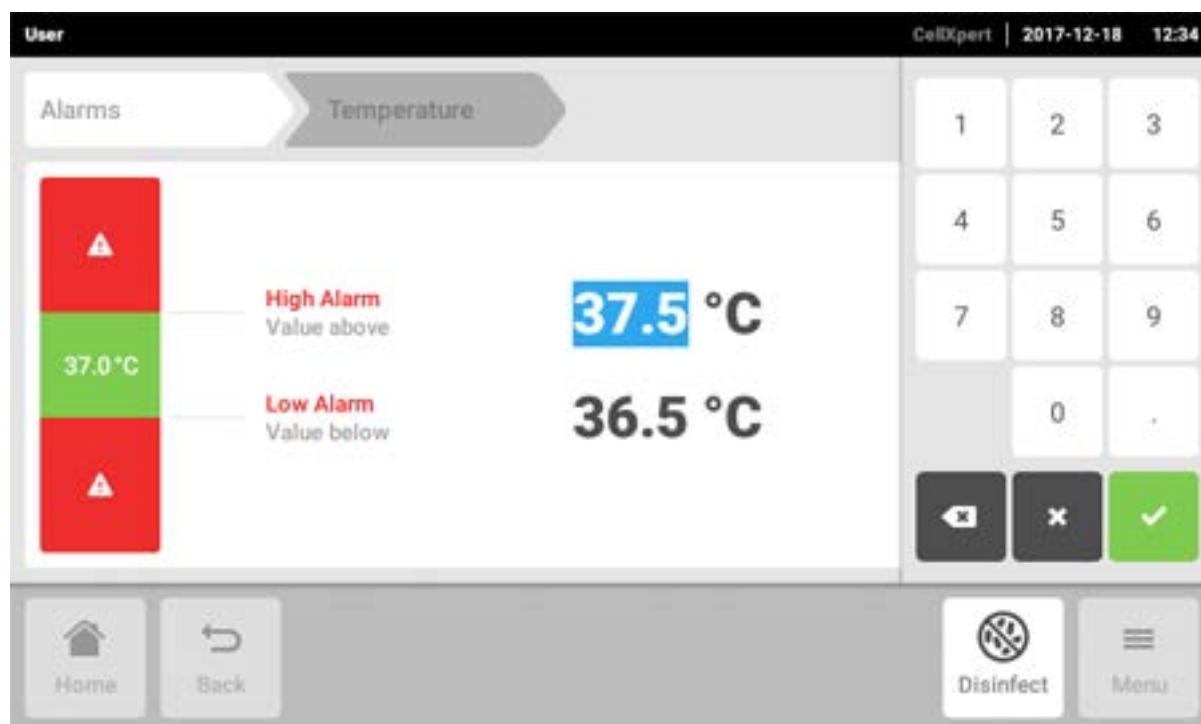 User CellXpert | 2017-12-18 12:34
Alarms Temperature
1 2 3
4 5 6
High Alarm
Value above
37.5 °C
7 8 9
37.0°C
Low Alarm
Value below
36.5 °C
0 .
Home Back Disinfect Menu